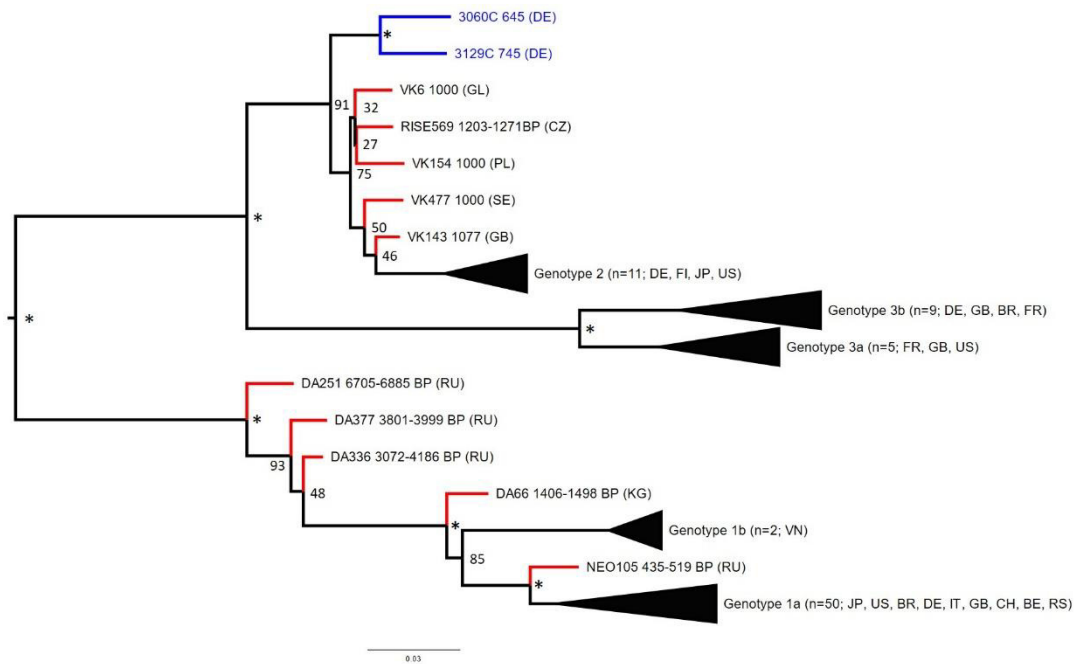 3060C 645 (DE)
*
3129C 745 (DE)
VK6 1000 (GL)
91
32
RISE569 1203-1271BP (CZ)
27
VK154 1000 (PL)
75
VK477 1000 (SE)
*
50
VK143 1077 (GB)
46
Genotype 2 (n=11; DE, FI, JP, US)
Genotype 3b (n=9; DE, GB, BR, FR)
*
*
Genotype 3a (n=5; FR, GB, US)
DA251 6705-6885 BP (RU)
*
DA377 3801-3999 BP (RU)
93
DA336 3072-4186 BP (RU)
48
DA66 1406-1498 BP (KG)
*
Genotype 1b (n=2; VN)
85
NEO105 435-519 BP (RU)
*
Genotype 1a (n=50; JP, US, BR, DE, IT, GB, CH, BE, RS)
0.03